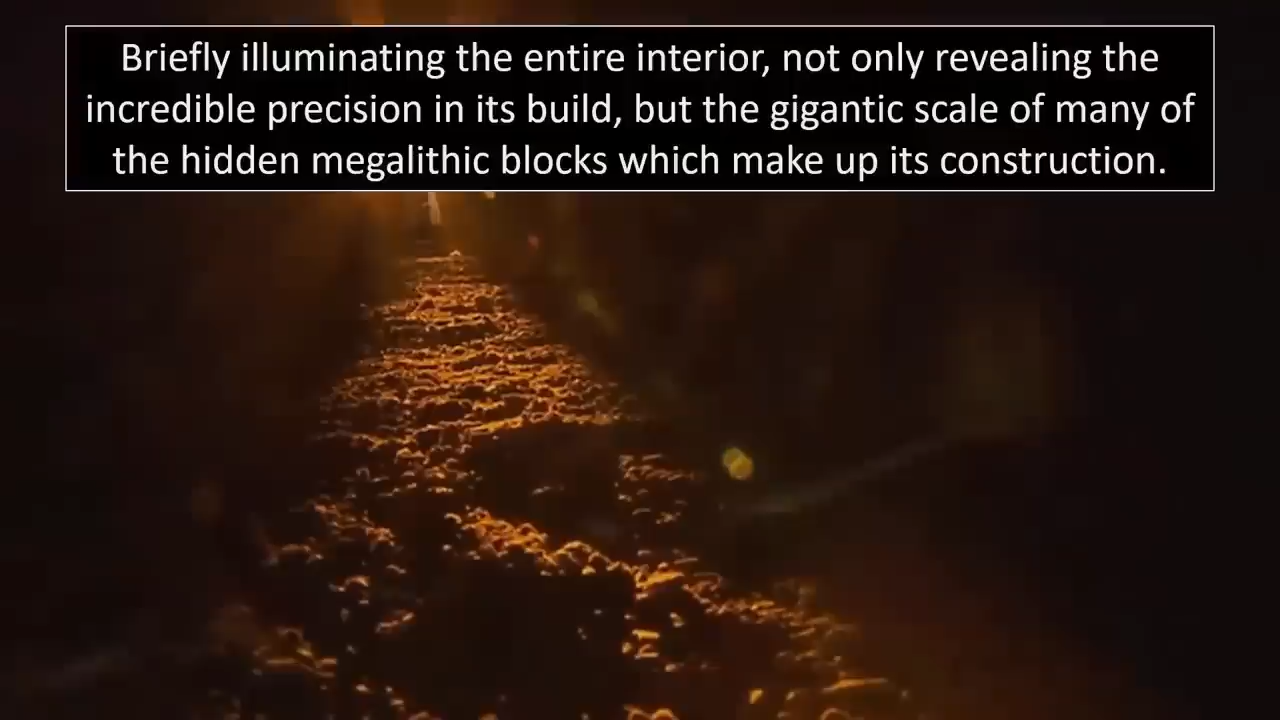 Briefly illuminating the entire interior, not only revealing the
incredible precision in its build, but the gigantic scale of many of
the hidden megalithic blocks which make up its construction.